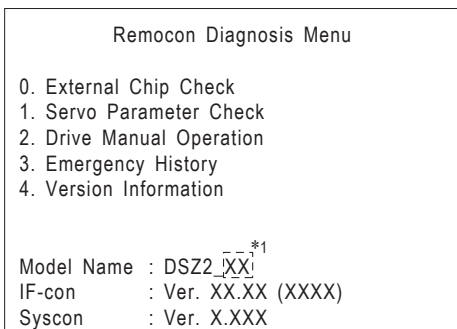 Remocon Diagnosis Menu
0. External Chip Check
1. Servo Parameter Check
2. Drive Manual Operation
3. Emergency History
4. Version Information
*1
Model Name : DSZ2_XX
IF-con : Ver. XX.XX (XXXX)
Syscon : Ver. X.XXX